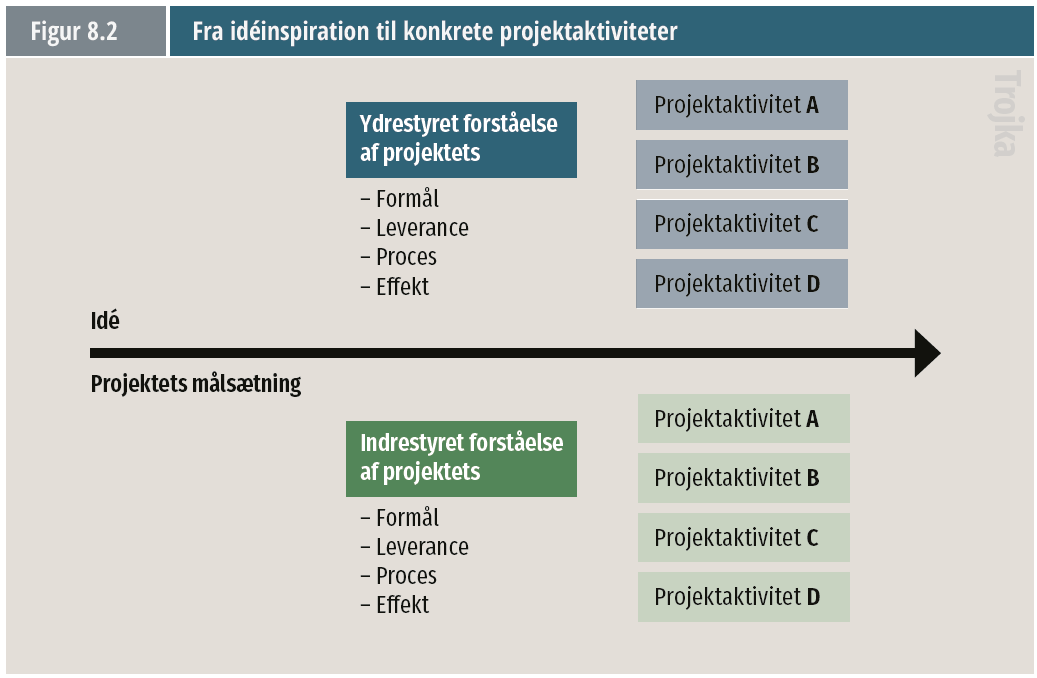 Figur 8.2
Fra idéinspiration til konkrete projektaktiviteter
Trojka
Ydrestyret forståelse
af projektets
– Formål
– Leverance
– Proces
– Effekt
Projektaktivitet A
Projektaktivitet B
Projektaktivitet C
Projektaktivitet D
Idé
Projektets målsætning
Indrestyret forståelse
af projektets
– Formål
– Leverance
– Proces
– Effekt
Projektaktivitet A
Projektaktivitet B
Projektaktivitet C
Projektaktivitet D